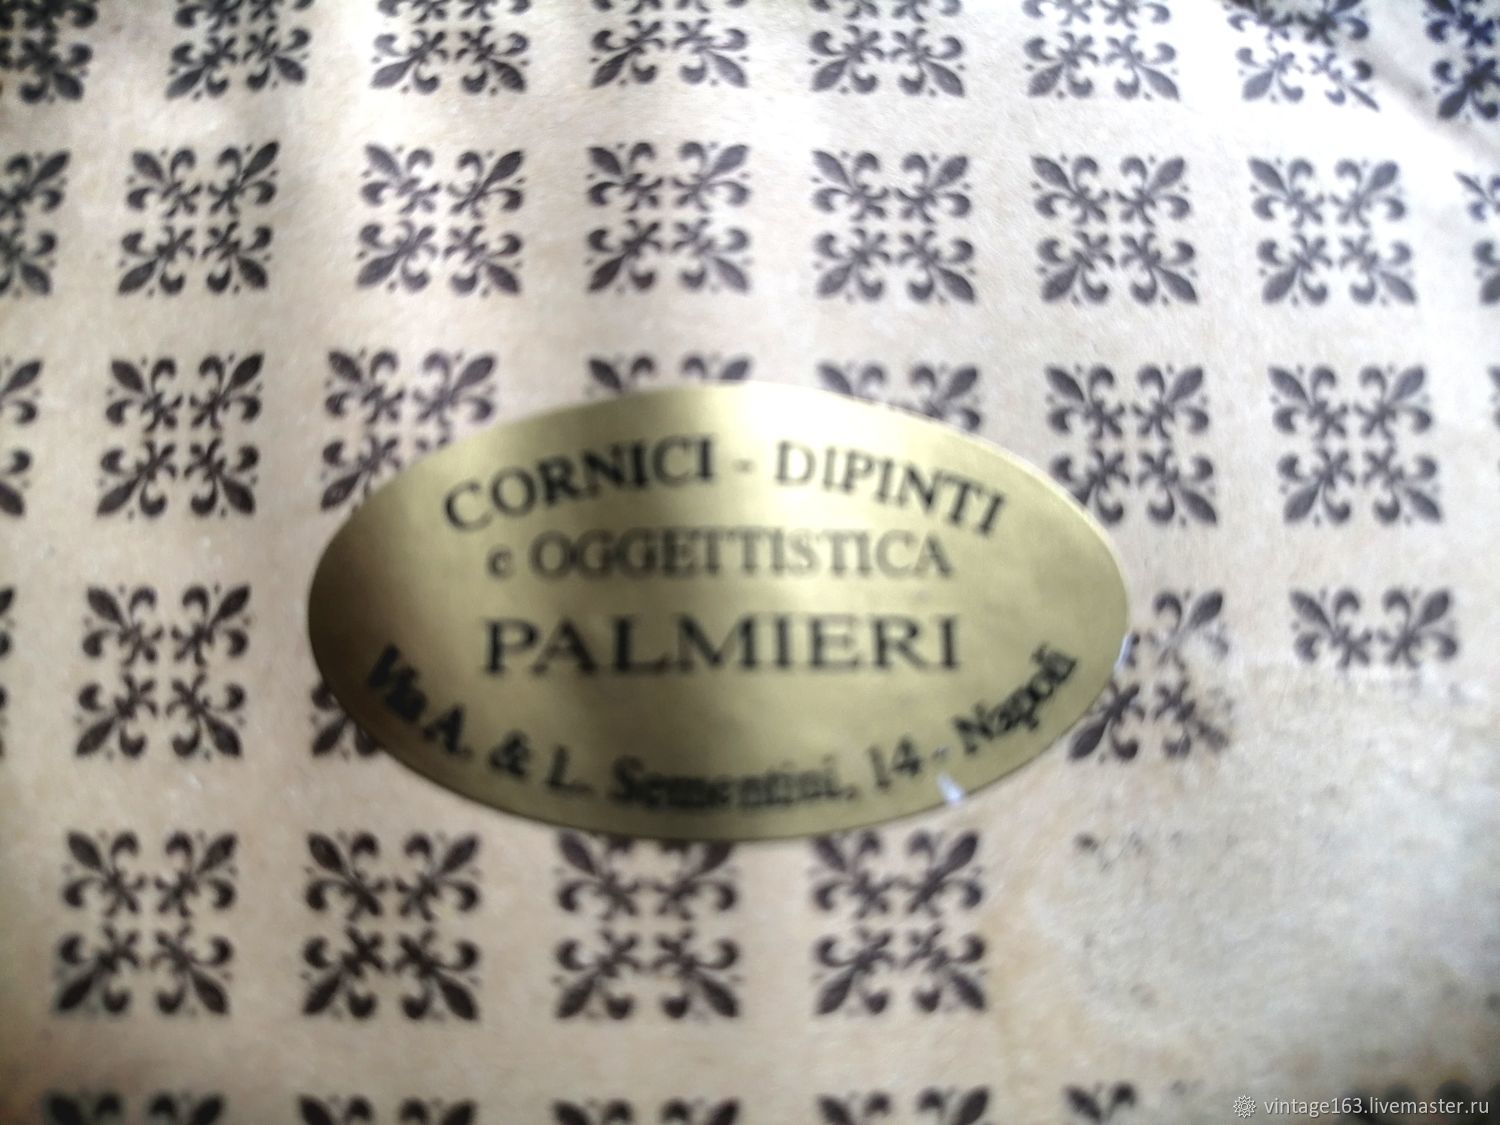 CORNICI - DIPINTI
e OGGETTISTICA
PALMIERI
Via A. & L. Sementini, 14 - Napoli
vintage163.livemaster.ru